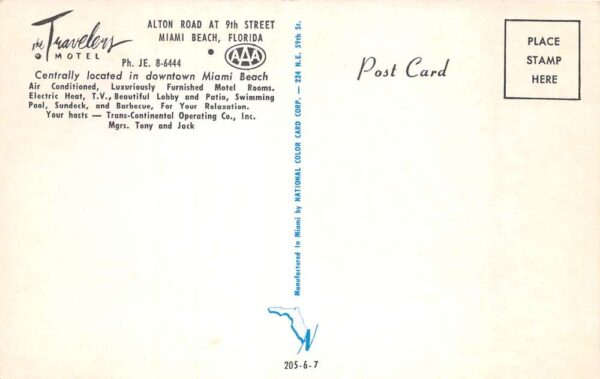 the Travelers
MOTEL
ALTON ROAD AT 9th STREET
MIAMI BEACH, FLORIDA
Ph. JE. 8-6444
AAA
Centrally located in downtown Miami Beach
Air Conditioned, Luxuriously Furnished Motel Rooms.
Electric Heat, T.V., Beautiful Lobby and Patio, Swimming
Pool, Sundeck, and Barbecue, For Your Relaxation.
Your hosts — Trans-Continental Operating Co., Inc.
Mgrs. Tony and Jack
Manufactured in Miami by NATIONAL COLOR CARD CORP. — 224 N.E. 59th St.
205-6-7
Post Card
PLACE
STAMP
HERE